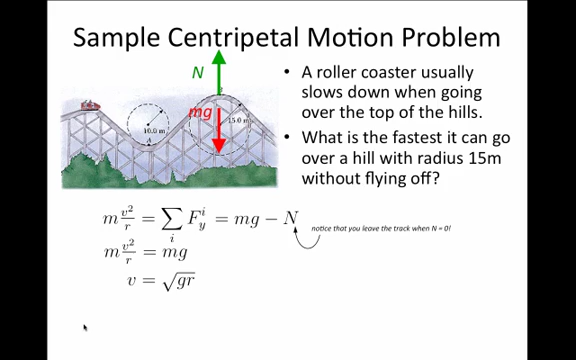 Sample Centripetal Motion Problem
N
mg
10.0 m
15.0 m
• A roller coaster usually
slows down when going
over the top of the hills.
• What is the fastest it can go
over a hill with radius 15m
without flying off?
m v²/r = ∑_i F_y^i = mg − N
notice that you leave the track when N = 0!
m v²/r = mg
v = √gr